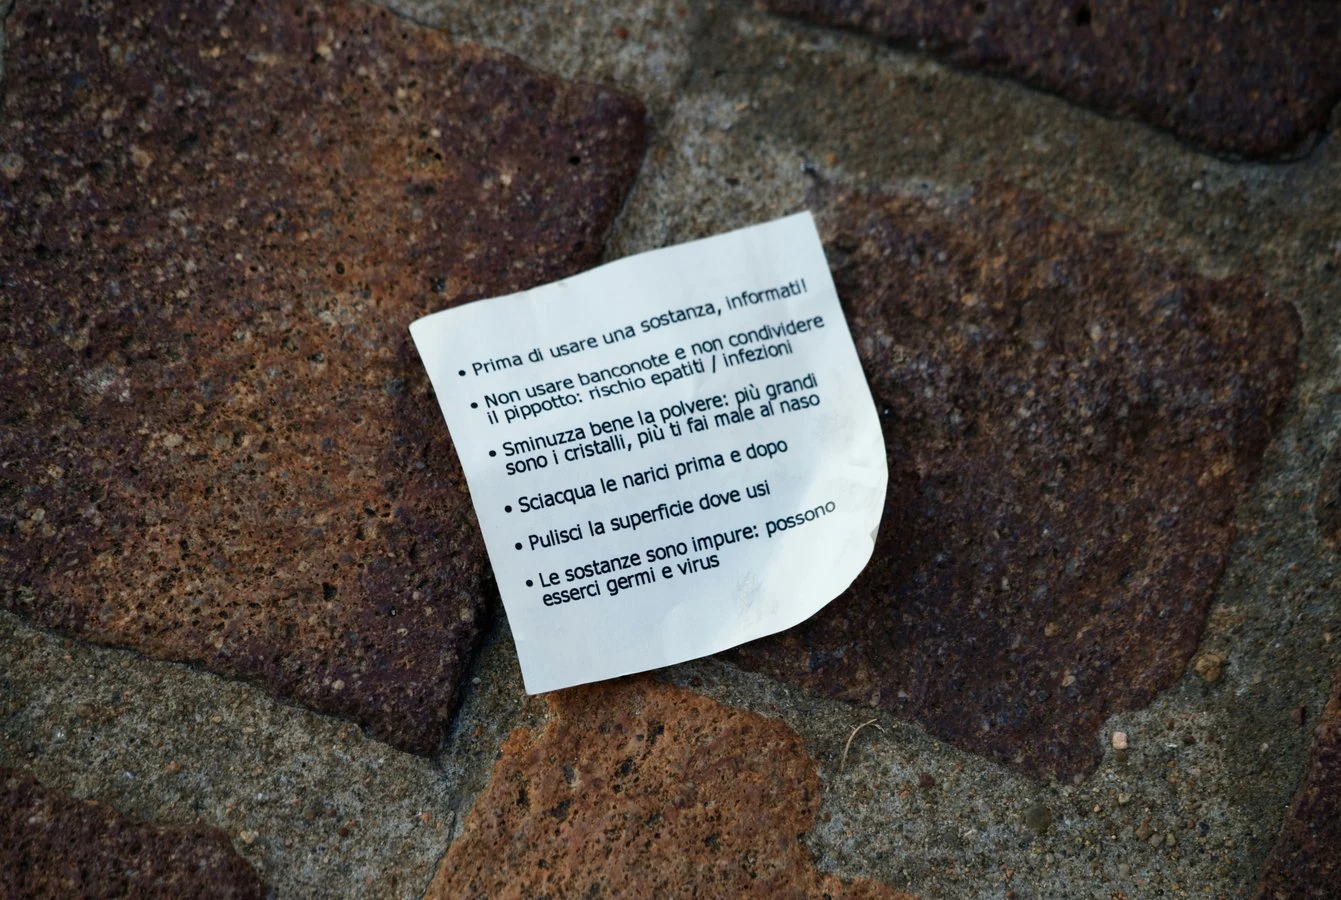 • Prima di usare una sostanza, informati!
• Non usare banconote e non condividere
il pippotto: rischio epatiti / infezioni
• Sminuzza bene la polvere: più grandi
sono i cristalli, più ti fai male al naso
• Sciacqua le narici prima e dopo
• Pulisci la superficie dove usi
• Le sostanze sono impure: possono
esserci germi e virus